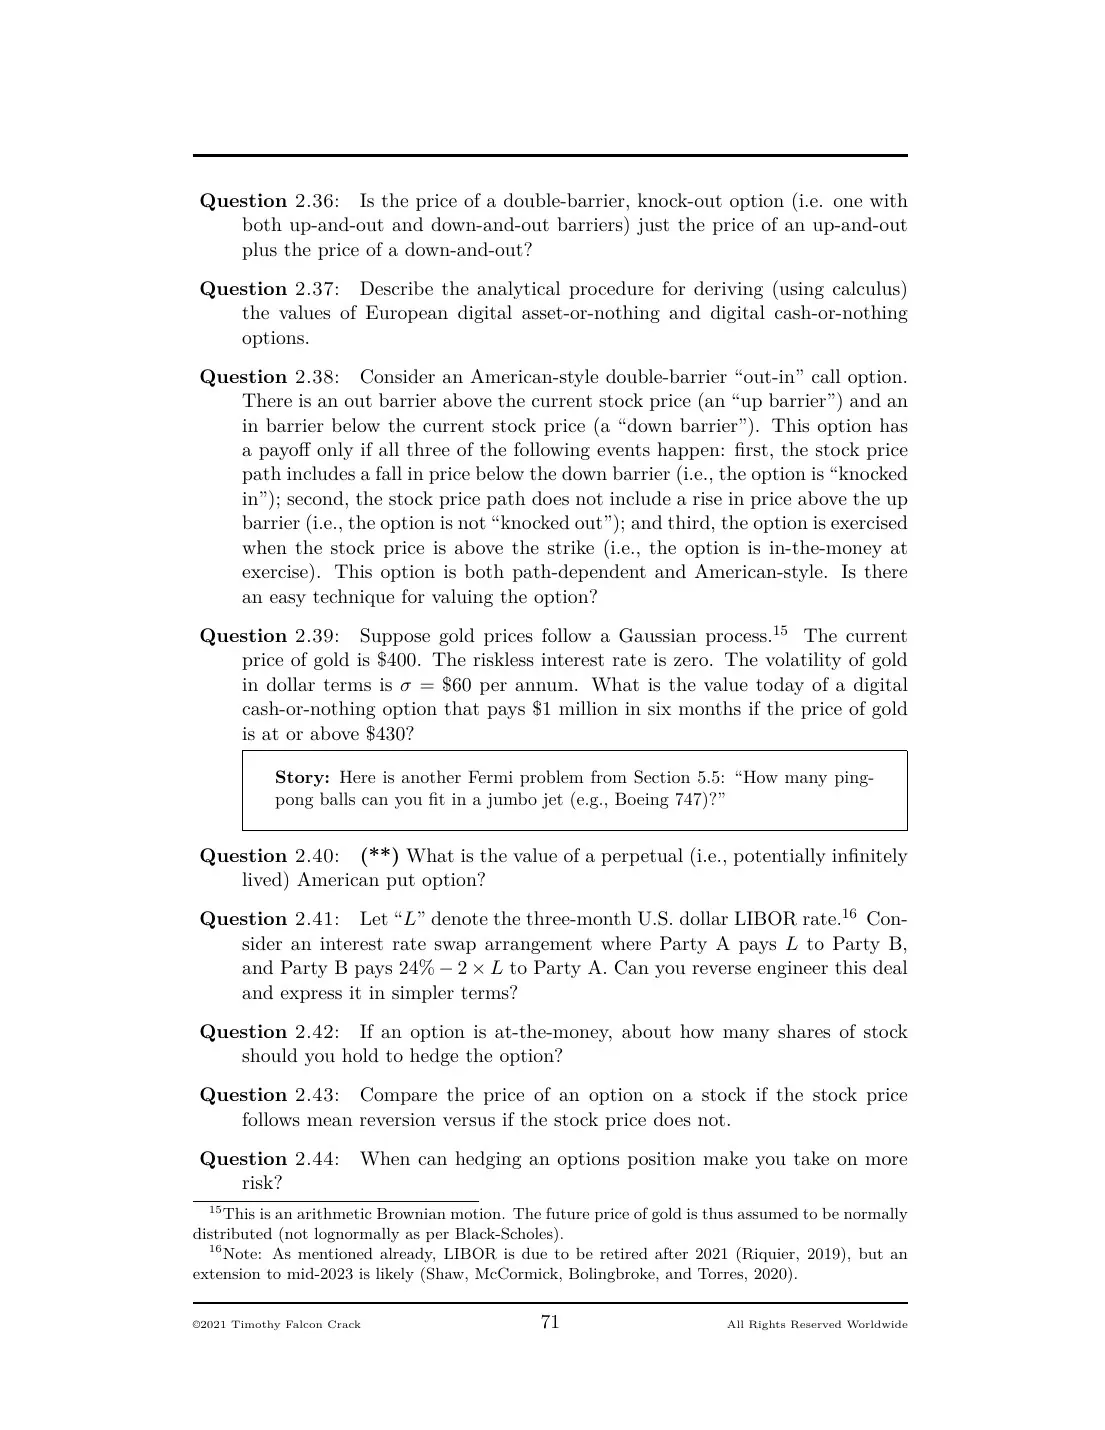 Question 2.36: Is the price of a double-barrier, knock-out option (i.e. one with
both up-and-out and down-and-out barriers) just the price of an up-and-out
plus the price of a down-and-out?
Question 2.37: Describe the analytical procedure for deriving (using calculus)
the values of European digital asset-or-nothing and digital cash-or-nothing
options.
Question 2.38: Consider an American-style double-barrier “out-in” call option.
There is an out barrier above the current stock price (an “up barrier”) and an
in barrier below the current stock price (a “down barrier”). This option has
a payoff only if all three of the following events happen: first, the stock price
path includes a fall in price below the down barrier (i.e., the option is “knocked
in”); second, the stock price path does not include a rise in price above the up
barrier (i.e., the option is not “knocked out”); and third, the option is exercised
when the stock price is above the strike (i.e., the option is in-the-money at
exercise). This option is both path-dependent and American-style. Is there
an easy technique for valuing the option?
Question 2.39: Suppose gold prices follow a Gaussian process.15 The current
price of gold is $400. The riskless interest rate is zero. The volatility of gold
in dollar terms is σ = $60 per annum. What is the value today of a digital
cash-or-nothing option that pays $1 million in six months if the price of gold
is at or above $430?
Story: Here is another Fermi problem from Section 5.5: “How many ping-
pong balls can you fit in a jumbo jet (e.g., Boeing 747)?”
Question 2.40: (**) What is the value of a perpetual (i.e., potentially infinitely
lived) American put option?
Question 2.41: Let “L” denote the three-month U.S. dollar LIBOR rate.16 Con-
sider an interest rate swap arrangement where Party A pays L to Party B,
and Party B pays 24% − 2 × L to Party A. Can you reverse engineer this deal
and express it in simpler terms?
Question 2.42: If an option is at-the-money, about how many shares of stock
should you hold to hedge the option?
Question 2.43: Compare the price of an option on a stock if the stock price
follows mean reversion versus if the stock price does not.
Question 2.44: When can hedging an options position make you take on more
risk?
15This is an arithmetic Brownian motion. The future price of gold is thus assumed to be normally
distributed (not lognormally as per Black-Scholes).
16Note: As mentioned already, LIBOR is due to be retired after 2021 (Riquier, 2019), but an
extension to mid-2023 is likely (Shaw, McCormick, Bolingbroke, and Torres, 2020).
©2021 Timothy Falcon Crack 71 All Rights Reserved Worldwide